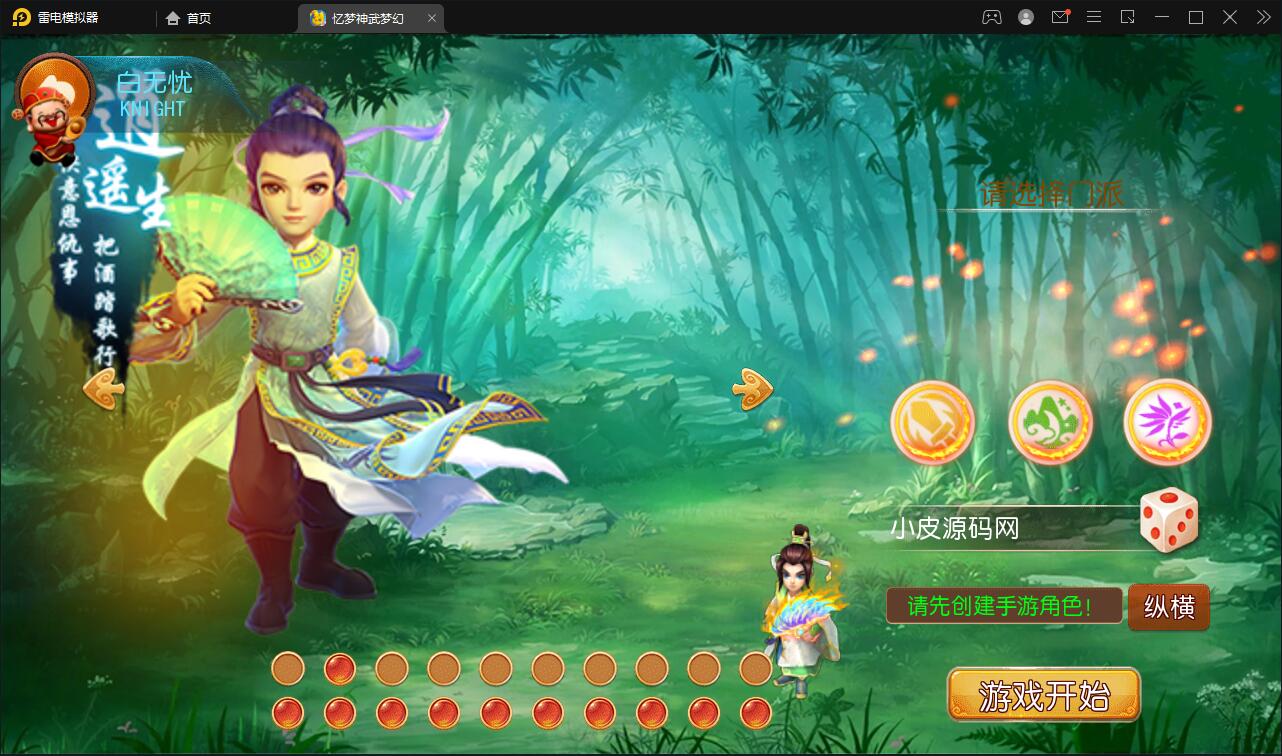 雷电模拟器
首页
忆梦神武梦幻
白无忧
KNIGHT
逍遥生
快意恩仇事
把酒踏歌行
请选择门派
小皮源码网
请先创建手游角色!
纵横
游戏开始